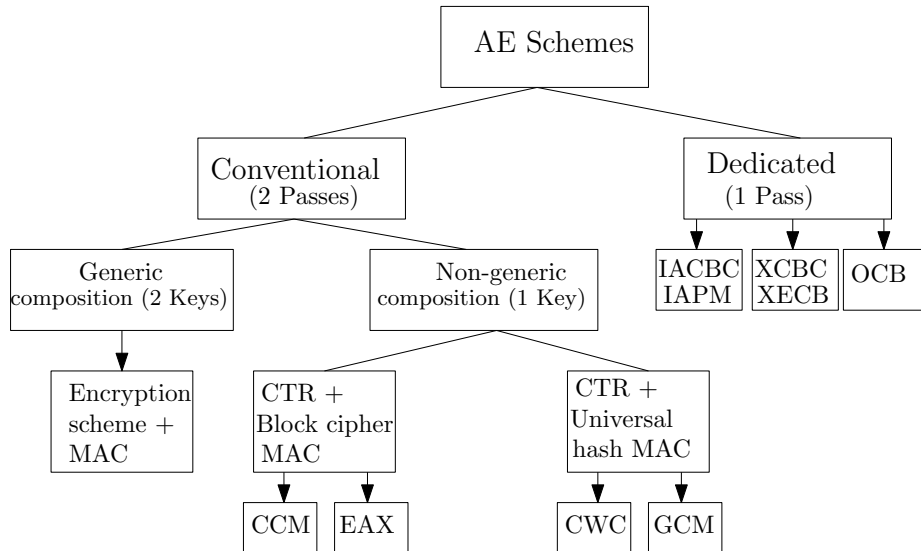 AE Schemes
Conventional
(2 Passes)
Dedicated
(1 Pass)
Generic
composition (2 Keys)
Non-generic
composition (1 Key)
IACBC
IAPM
XCBC
XECB
OCB
Encryption
scheme +
MAC
CTR +
Block cipher
MAC
CTR +
Universal
hash MAC
CCM
EAX
CWC
GCM